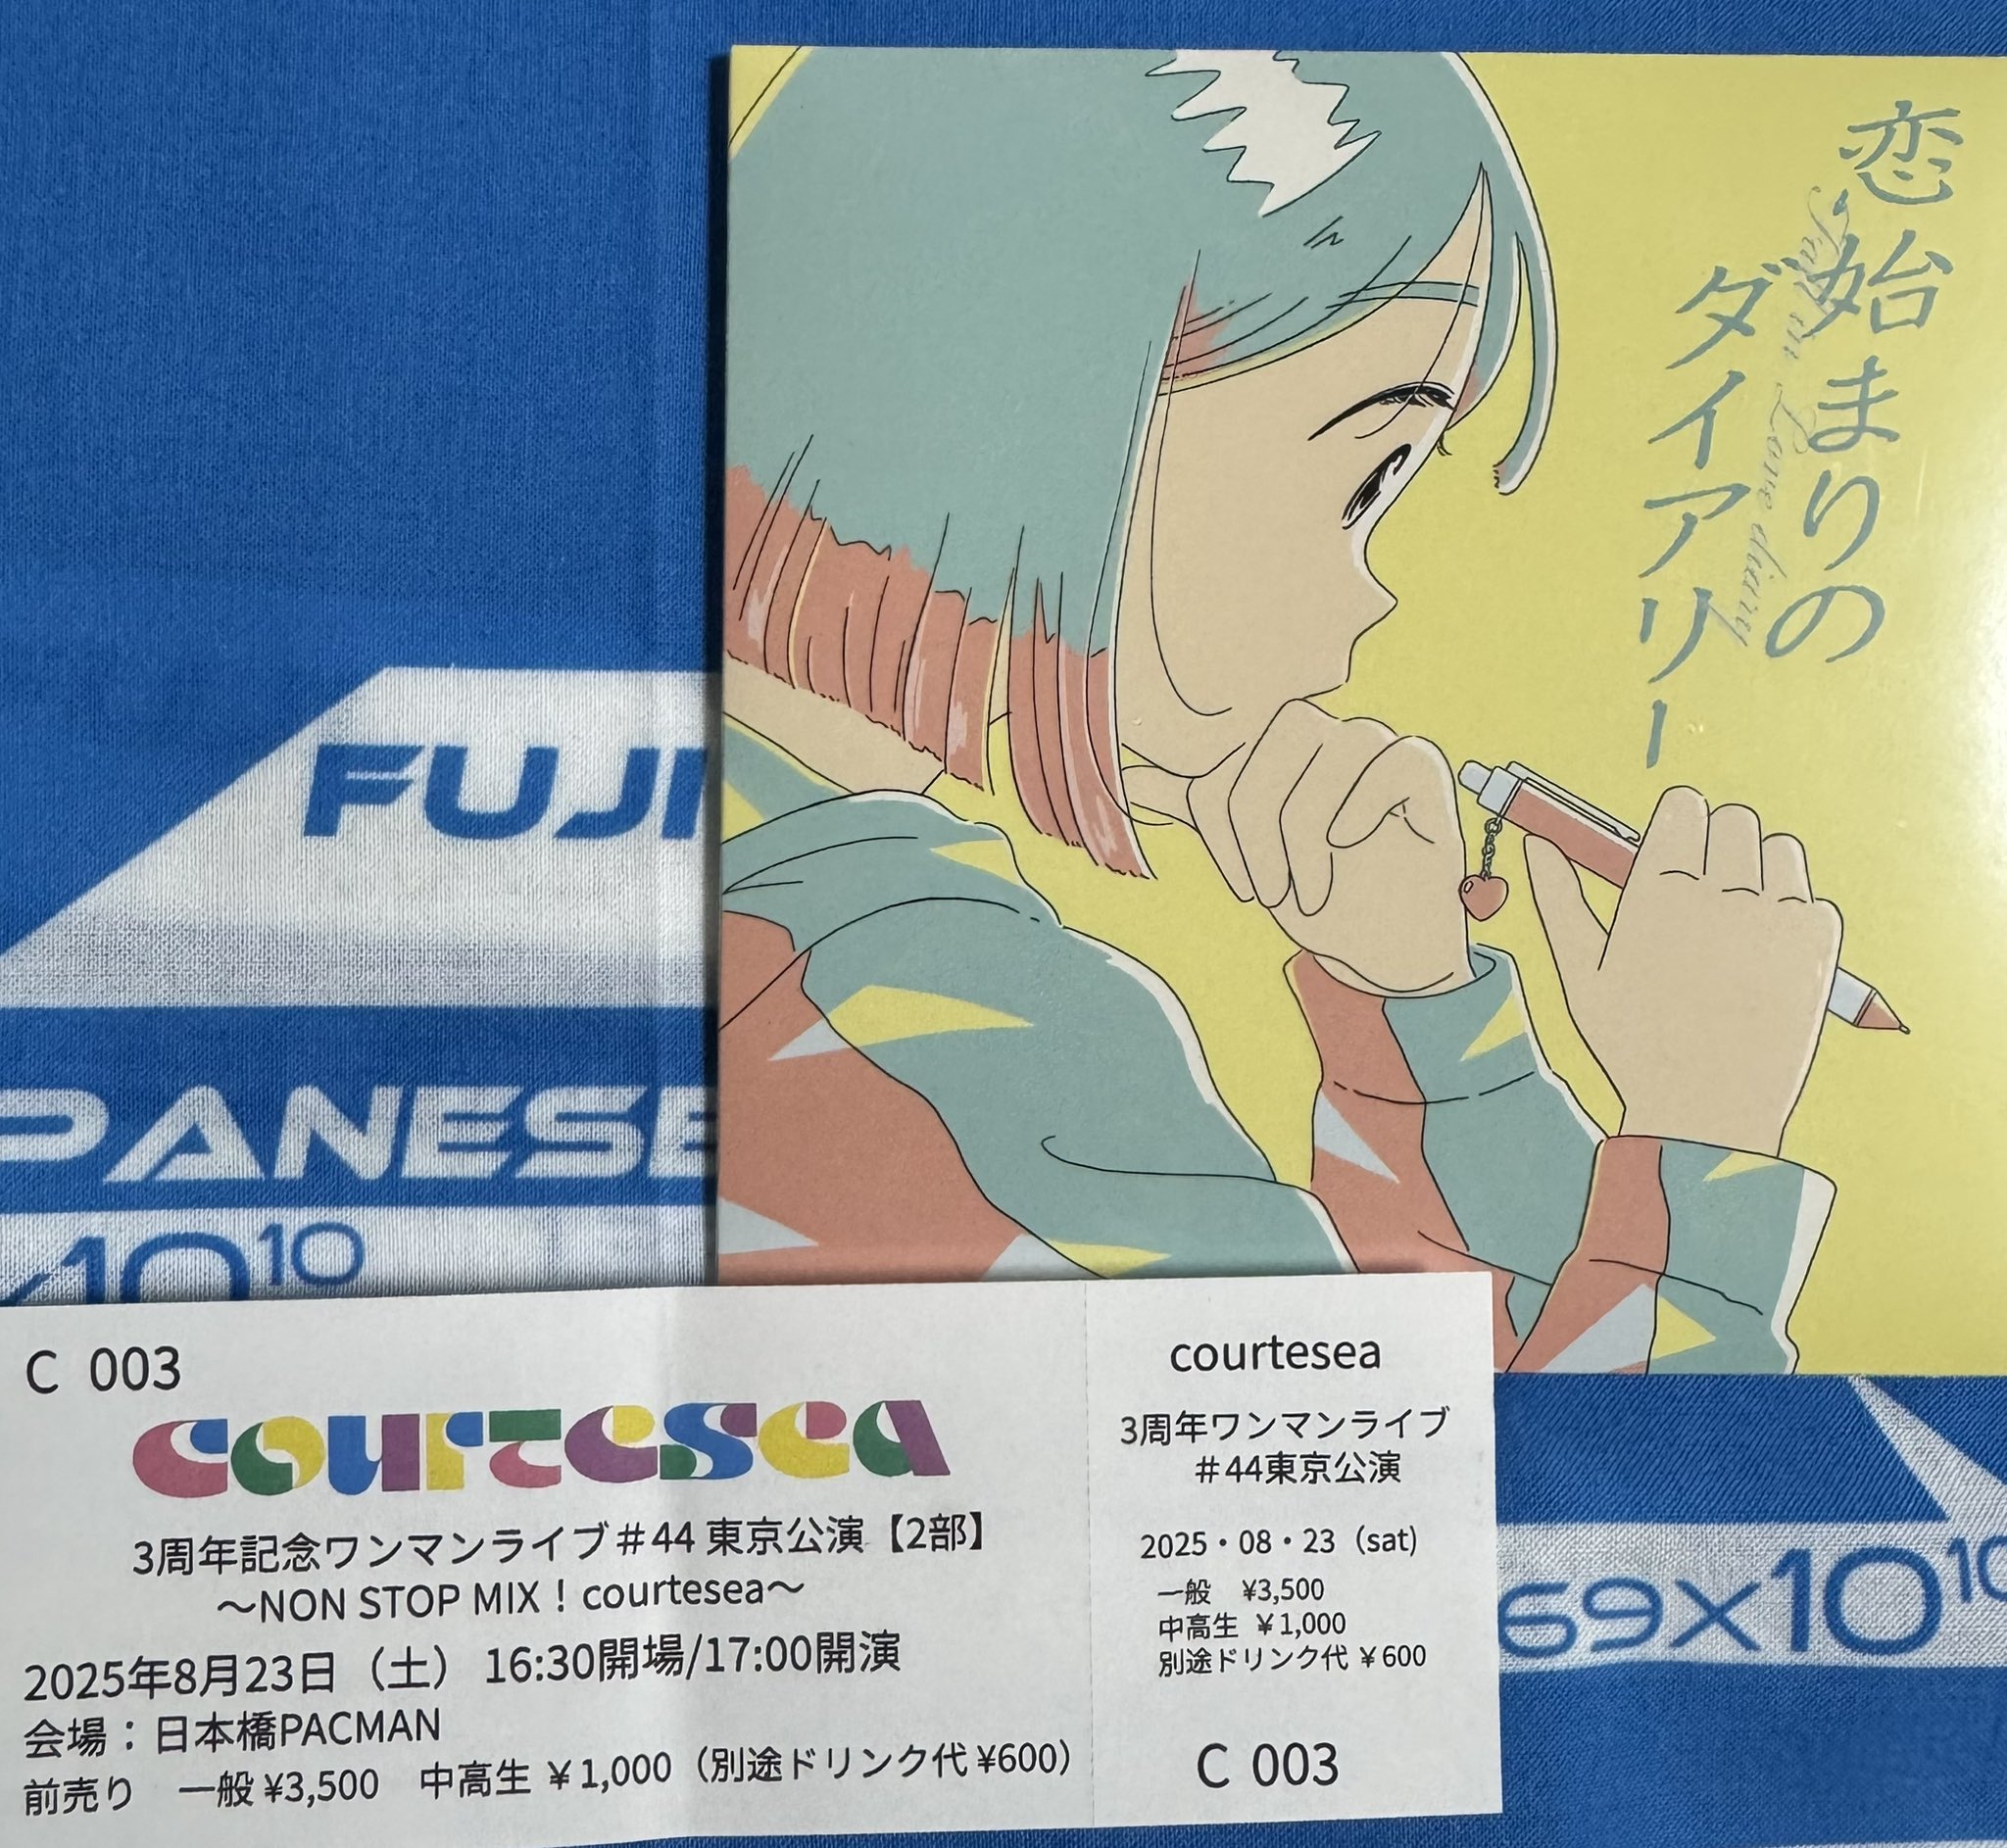 恋始まりの
ダイアリー
Fall in Love diary
FUJI
PANESE
1010
69x1010
C 003
courtesea
3周年記念ワンマンライブ＃44 東京公演【2部】
～NON STOP MIX！courtesea～
2025年8月23日（土） 16:30開場/17:00開演
会場：日本橋PACMAN
前売り　一般 ¥3,500　中高生 ￥1,000（別途ドリンク代 ¥600）
courtesea
3周年ワンマンライブ
＃44東京公演
2025・08・23（sat）
一般　¥3,500
中高生 ￥1,000
別途ドリンク代 ￥600
C 003